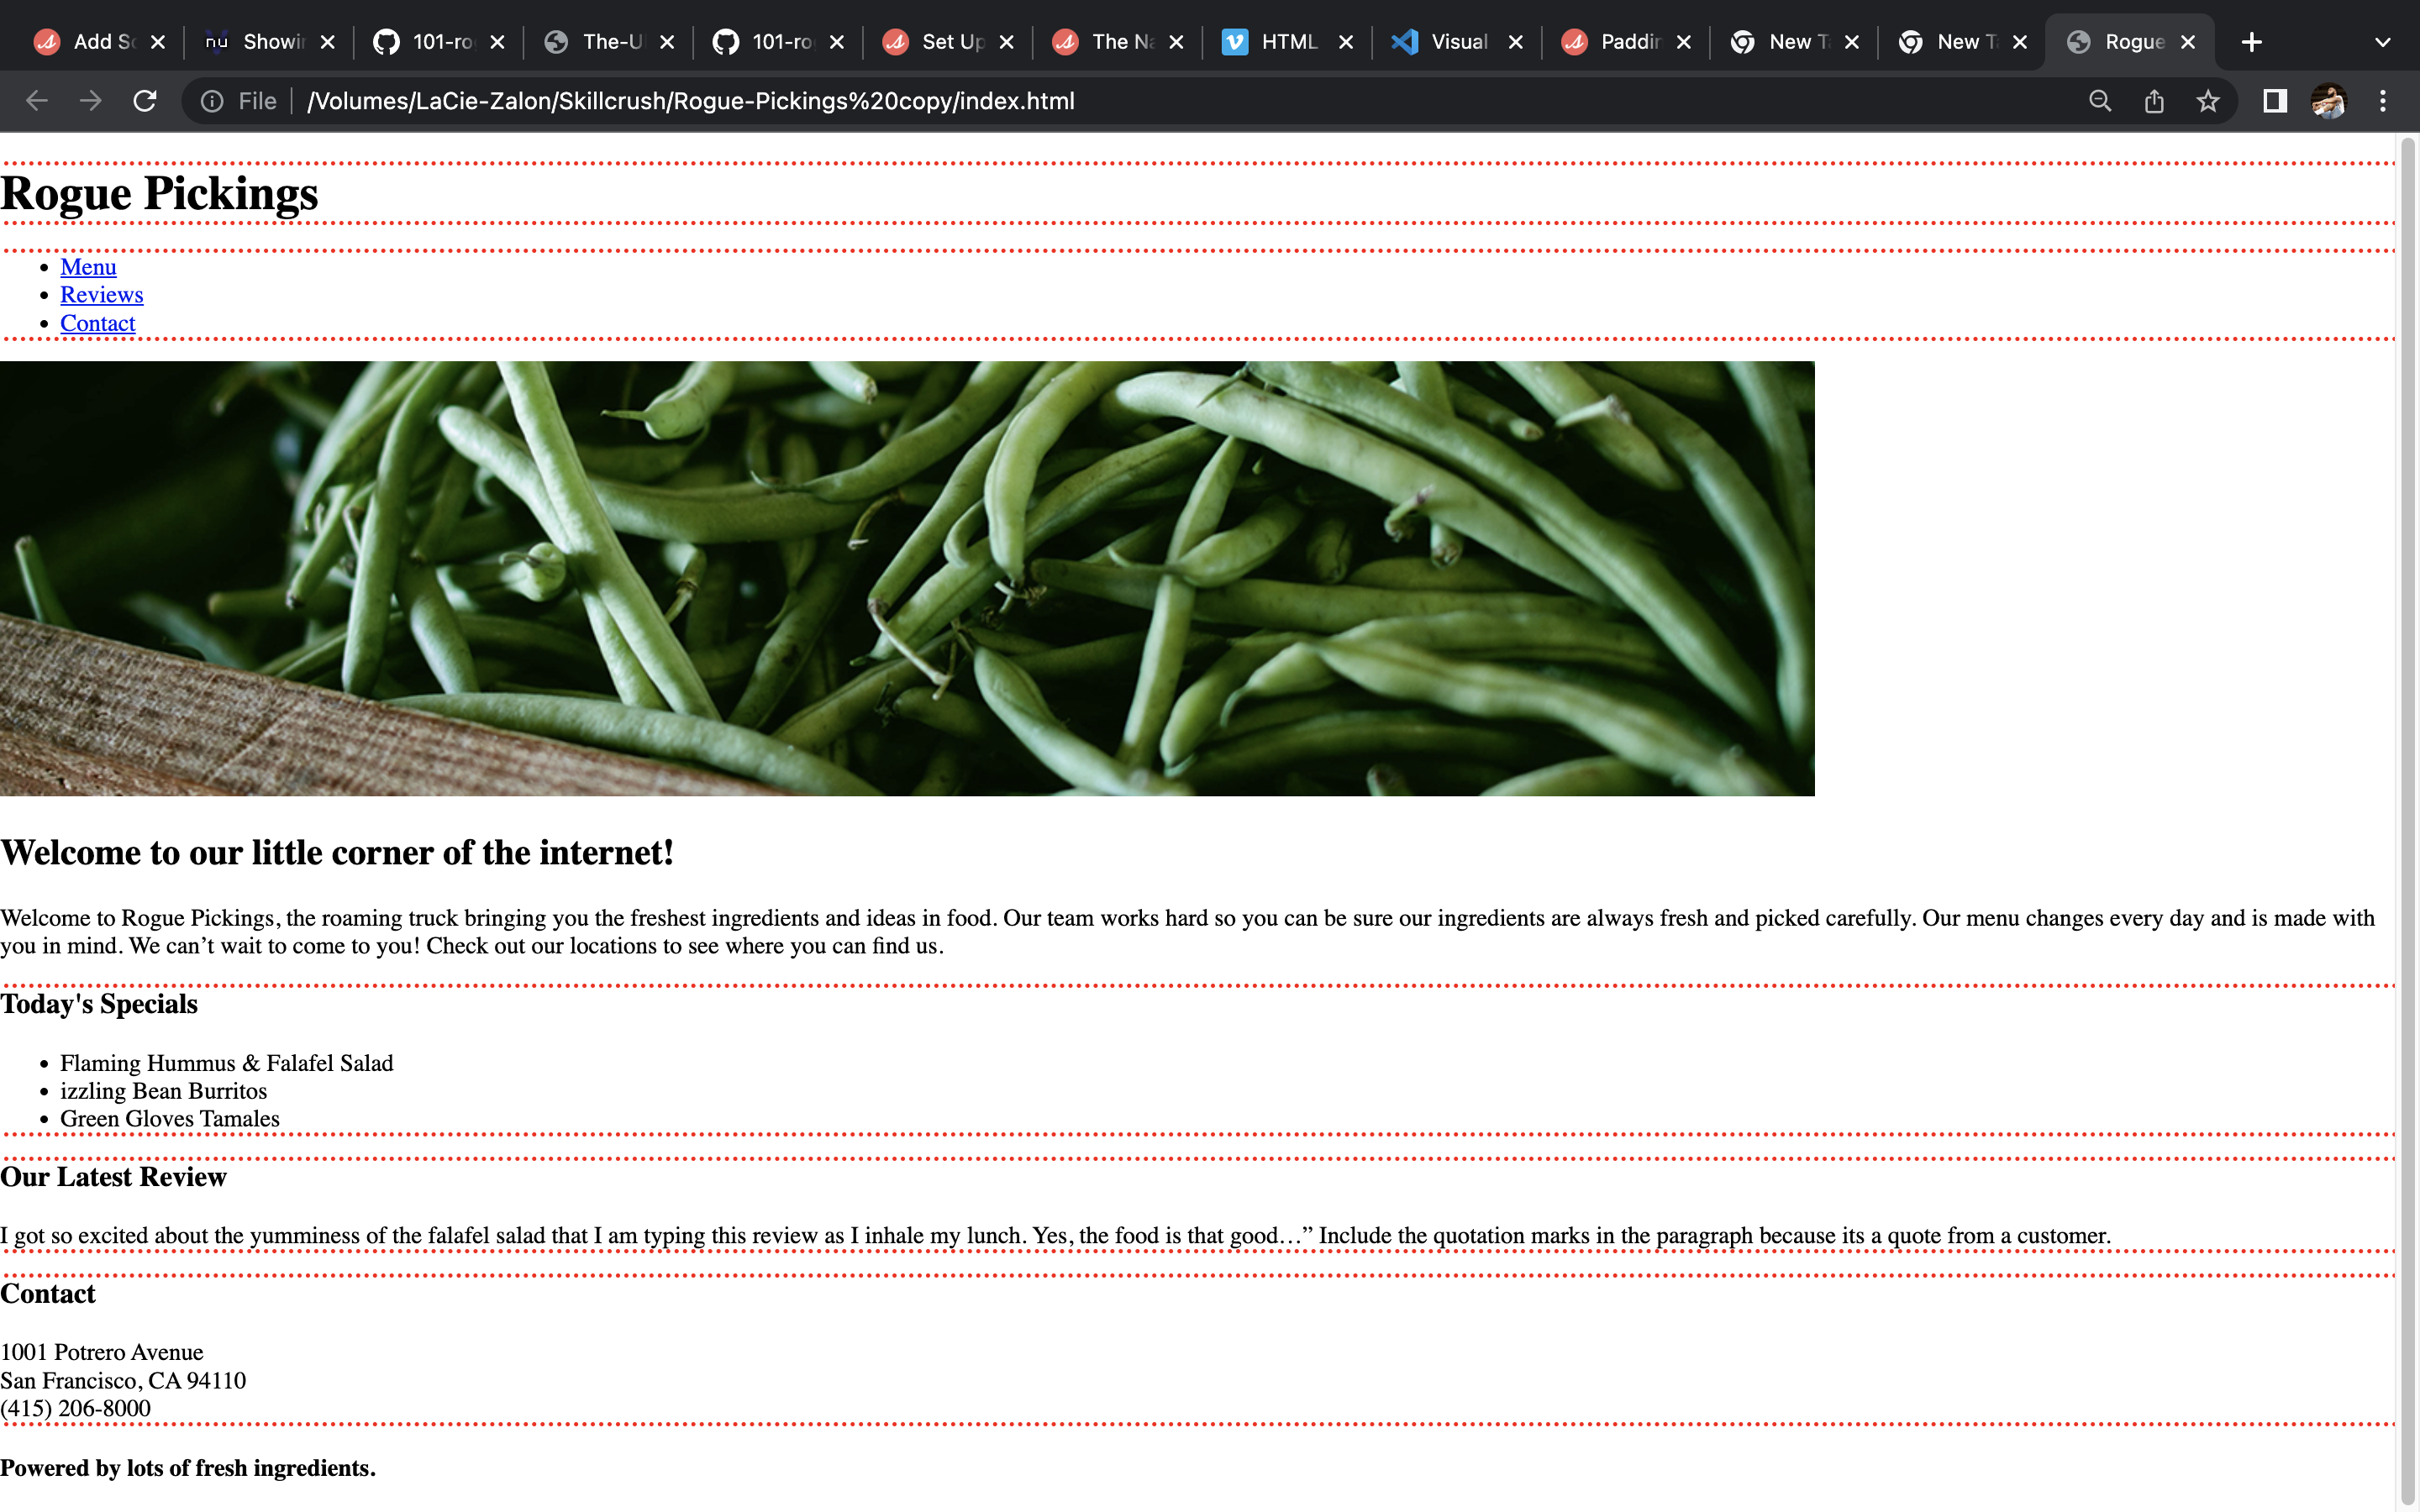 Add Sc
Showin
101-ro
The-U
101-ro
Set Up
The Na
HTML
Visual
Paddin
New Ta
New Ta
Rogue
File /Volumes/LaCie-Zalon/Skillcrush/Rogue-Pickings%20copy/index.html
Rogue Pickings
Menu
Reviews
Contact
Welcome to our little corner of the internet!
Welcome to Rogue Pickings, the roaming truck bringing you the freshest ingredients and ideas in food. Our team works hard so you can be sure our ingredients are always fresh and picked carefully. Our menu changes every day and is made with
you in mind. We can’t wait to come to you! Check out our locations to see where you can find us.
Today's Specials
Flaming Hummus & Falafel Salad
izzling Bean Burritos
Green Gloves Tamales
Our Latest Review
I got so excited about the yumminess of the falafel salad that I am typing this review as I inhale my lunch. Yes, the food is that good…” Include the quotation marks in the paragraph because its a quote from a customer.
Contact
1001 Potrero Avenue
San Francisco, CA 94110
(415) 206-8000
Powered by lots of fresh ingredients.